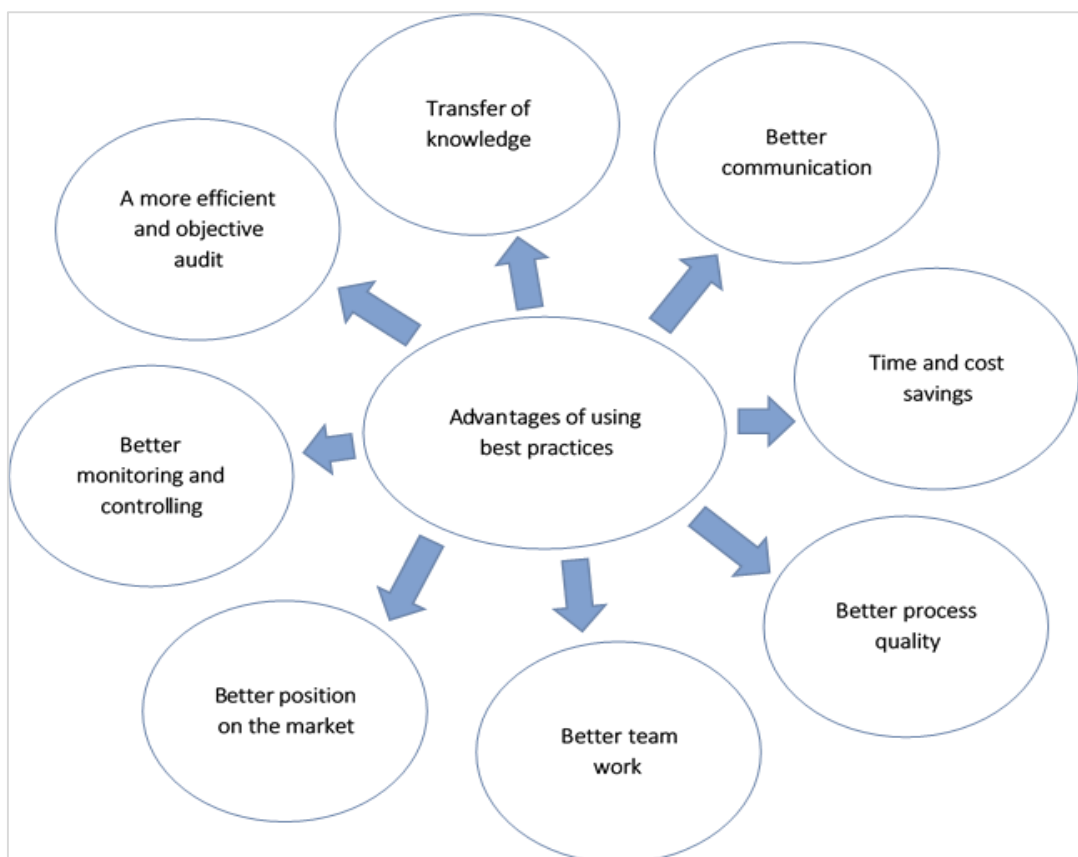 Transfer of
knowledge
Better
communication
A more efficient
and objective
audit
Time and cost
savings
Advantages of using
best practices
Better
monitoring and
controlling
Better process
quality
Better position
on the market
Better team
work